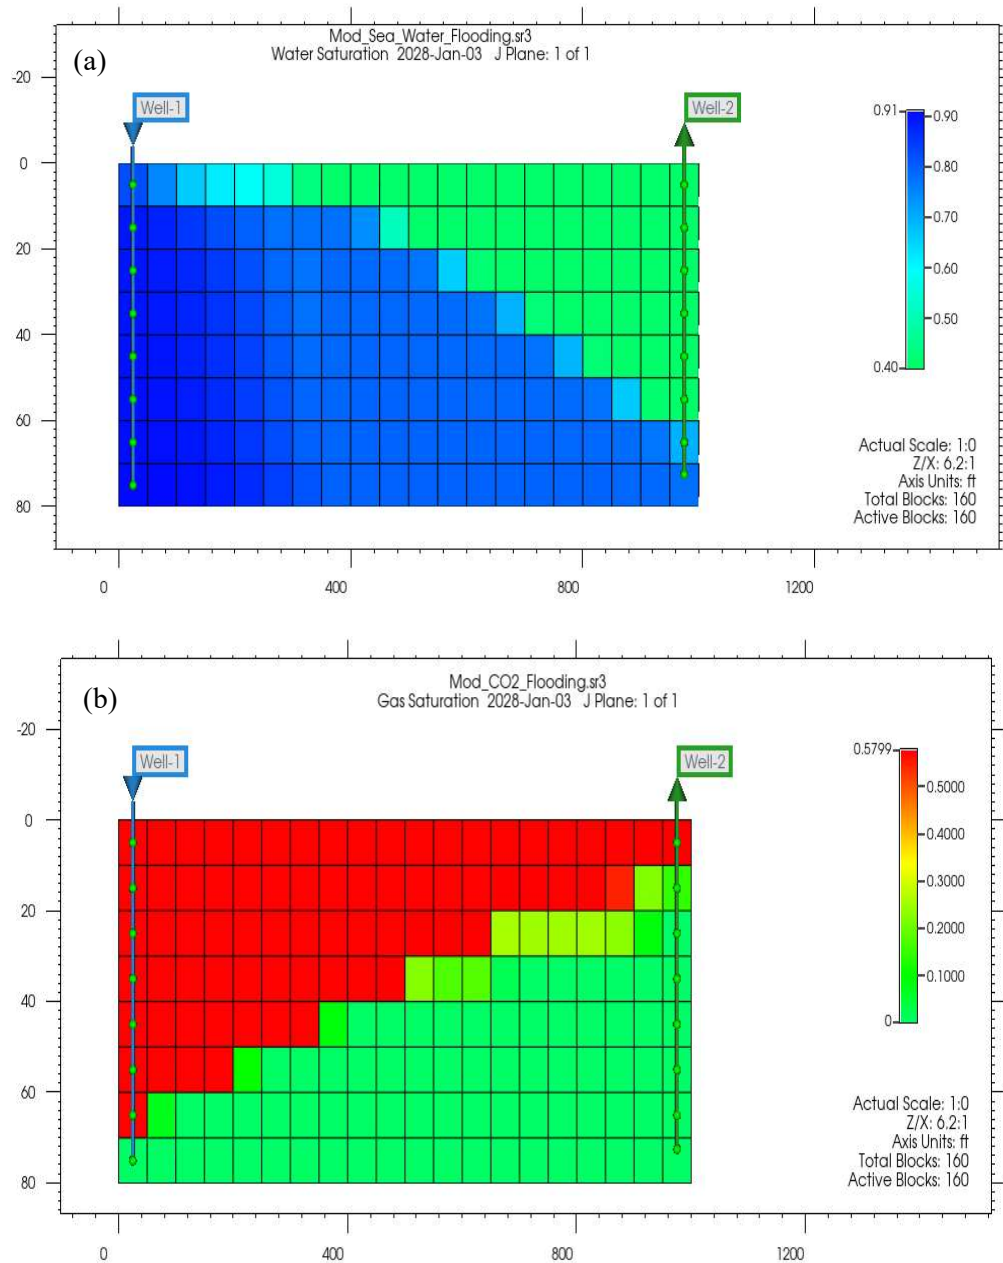 (a)
Mod_Sea_Water_Flooding.sr3
Water Saturation 2028-Jan-03 J Plane: 1 of 1
-20
Well-1
Well-2
0.91
0.90
0
0.80
20
0.70
0.60
40
0.50
0.40
60
Actual Scale: 1:0
Z/X: 6.2:1
Axis Units: ft
80
Total Blocks: 160
Active Blocks: 160
0 400 800 1200
(b)
Mod_CO2_Flooding.sr3
Gas Saturation 2028-Jan-03 J Plane: 1 of 1
-20
Well-1
Well-2
0.5799
0.5000
0
0.4000
0.3000
20
0.2000
0.1000
40
0
60
Actual Scale: 1:0
Z/X: 6.2:1
Axis Units: ft
Total Blocks: 160
80
Active Blocks: 160
0 400 800 1200